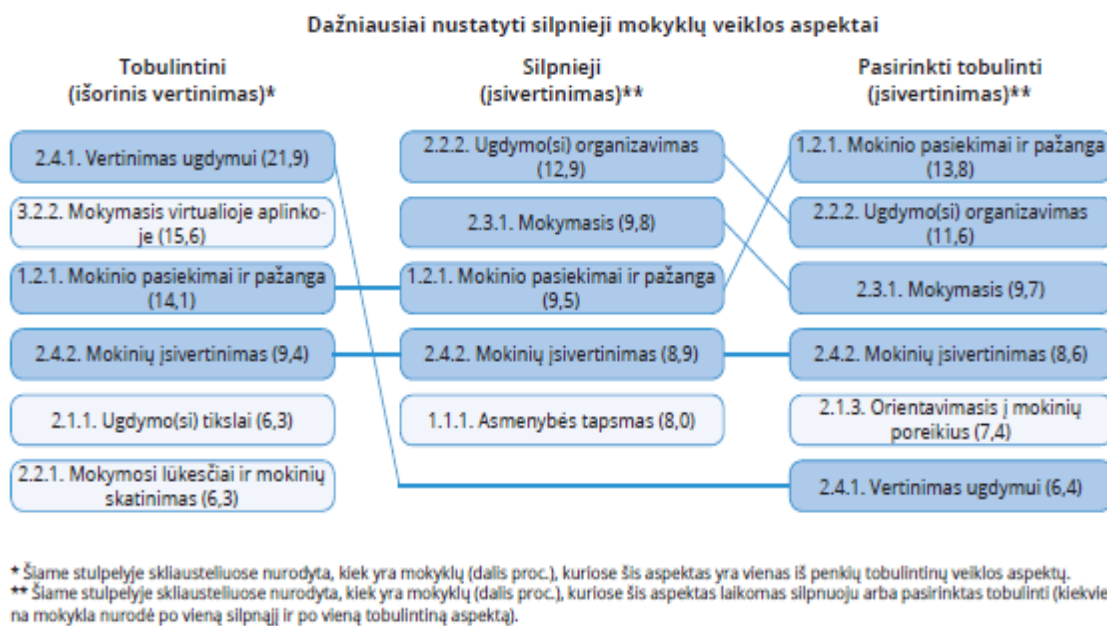 Dažniausiai nustatyti silpnieji mokyklų veiklos aspektai
Tobulintini
(išorinis vertinimas)*
2.4.1. Vertinimas ugdymui (21,9)
3.2.2. Mokymasis virtualioje aplinko-
je (15,6)
1.2.1. Mokinio pasiekimai ir pažanga
(14,1)
2.4.2. Mokinių įsivertinimas (9,4)
2.1.1. Ugdymo(si) tikslai (6,3)
2.2.1. Mokymosi lūkesčiai ir mokinių
skatinimas (6,3)
Silpnieji
(įsivertinimas)**
2.2.2. Ugdymo(si) organizavimas
(12,9)
2.3.1. Mokymasis (9,8)
1.2.1. Mokinio pasiekimai ir pažanga
(9,5)
2.4.2. Mokinių įsivertinimas (8,9)
1.1.1. Asmenybės tapsmas (8,0)
Pasirinkti tobulinti
(įsivertinimas)**
1.2.1. Mokinio pasiekimai ir pažanga
(13,8)
2.2.2. Ugdymo(si) organizavimas
(11,6)
2.3.1. Mokymasis (9,7)
2.4.2. Mokinių įsivertinimas (8,6)
2.1.3. Orientavimasis į mokinių
poreikius (7,4)
2.4.1. Vertinimas ugdymui (6,4)
* Šiame stulpelyje skliausteliuose nurodyta, kiek yra mokyklų (dalis proc.), kuriose šis aspektas yra vienas iš penkių tobulintinų veiklos aspektų.
** Šiame stulpelyje skliausteliuose nurodyta, kiek yra mokyklų (dalis proc.), kuriose šis aspektas laikomas silpnuoju arba pasirinktas tobulinti (kiekvie
na mokykla nurodė po vieną silpnąjį ir po vieną tobulintiną aspektą).